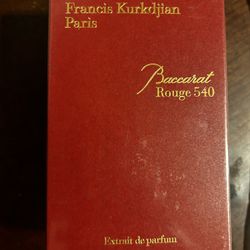 Francis Kurkdjian
Paris
Baccarat
Rouge 540
Extrait de parfum